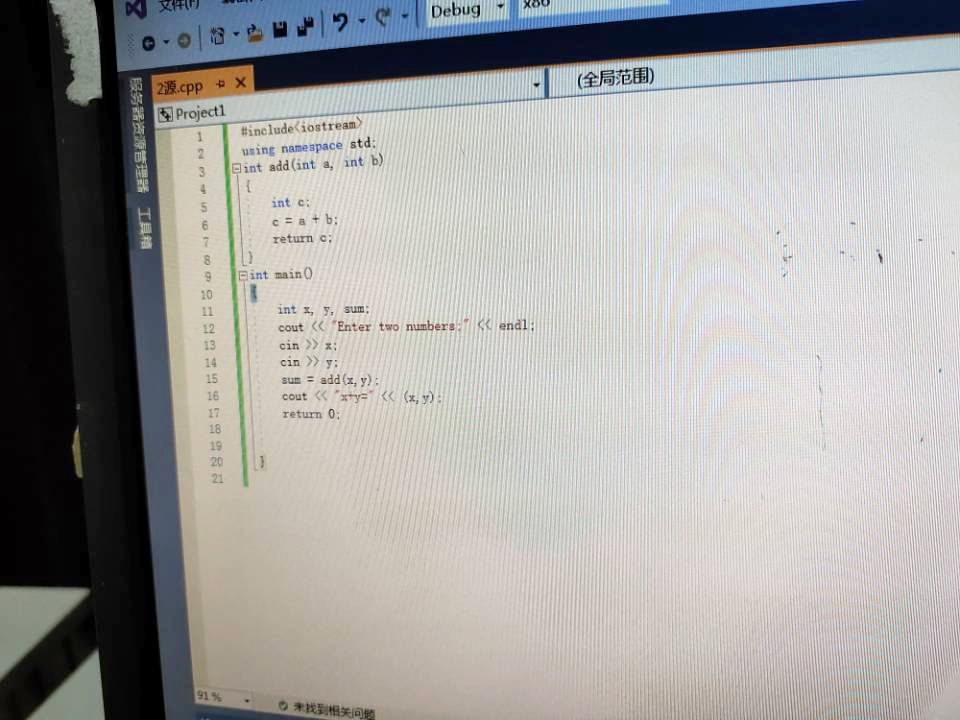 文件(F)
Debug
x86
2源.cpp
Project1
(全局范围)
服务器资源管理器
工具箱
1 #include<iostream>
2 using namespace std;
3 int add(int a, int b)
4 {
5 int c;
6 c = a + b;
7 return c;
8 }
9 int main()
10 {
11 int x, y, sum;
12 cout << "Enter two numbers:" << endl;
13 cin >> x;
14 cin >> y;
15 sum = add(x,y);
16 cout << "x+y=" << (x,y);
17 return 0;
18
19
20 }
21
91 %
未找到相关问题